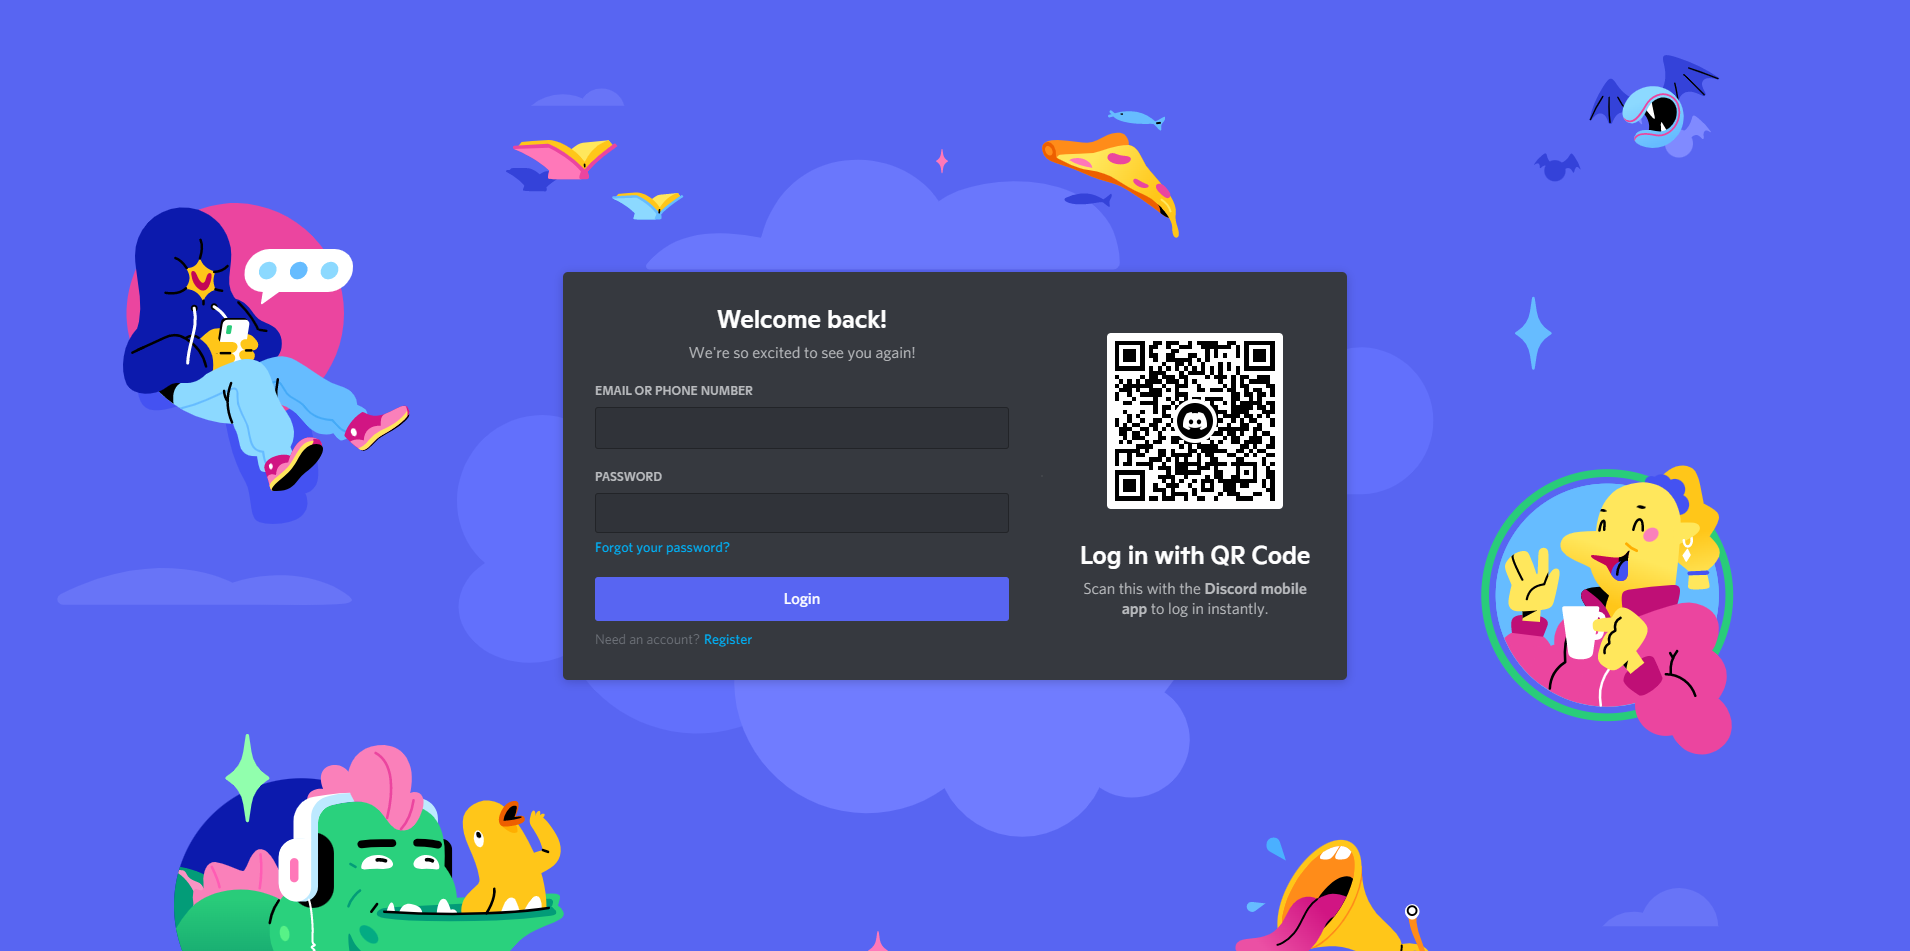 Welcome back!
We're so excited to see you again!
EMAIL OR PHONE NUMBER
PASSWORD
Forgot your password?
Login
Need an account? Register
Log in with QR Code
Scan this with the Discord mobile
app to log in instantly.